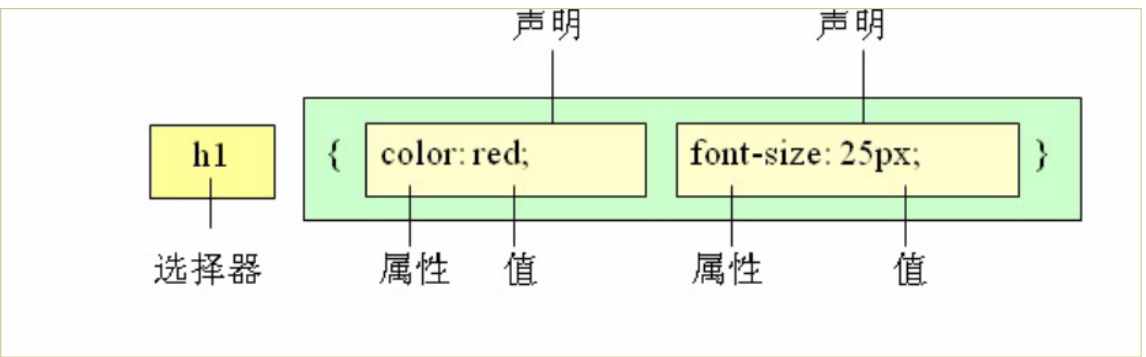 声明 声明
h1 { color: red; font-size: 25px; }
选择器 属性 值 属性 值